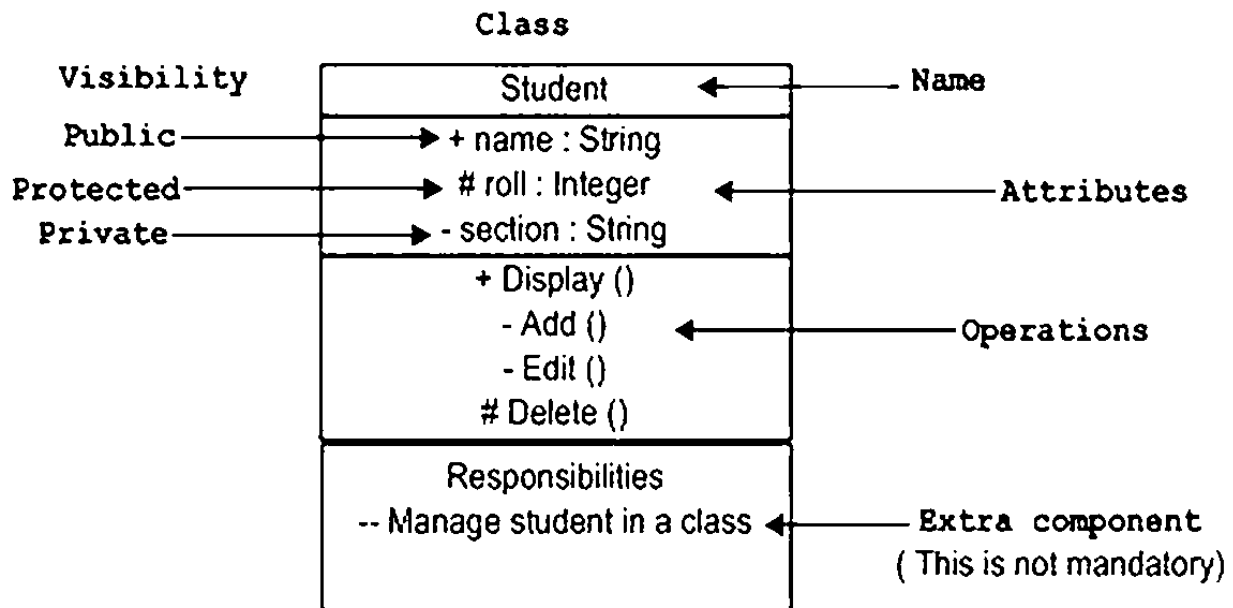 Class
Visibility
Student
Name
Public
+ name : String
Protected
# roll : Integer
Attributes
Private
- section : String
+ Display ()
- Add ()
Operations
- Edit ()
# Delete ()
Responsibilities
-- Manage student in a class
Extra component
( This is not mandatory)